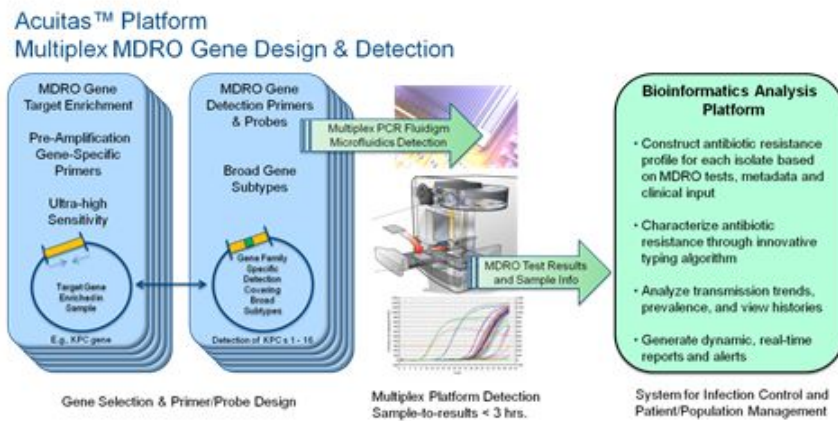 Acuitas™ Platform
Multiplex MDRO Gene Design & Detection
MDRO Gene
Target Enrichment
Pre-Amplification
Gene-Specific
Primers
Ultra-high
Sensitivity
Target Gene
Enriched in
Sample
E.g., KPC gene
MDRO Gene
Detection Primers
& Probes
Broad Gene
Subtypes
Gene Family
Specific
Detection
Covering
Broad
Subtypes
Detection of KPC s 1 - 16
Gene Selection & Primer/Probe Design
Multiplex PCR Fluidigm
Microfluidics Detection
MDRO Test Results
and Sample Info
Multiplex Platform Detection
Sample-to-results < 3 hrs.
Bioinformatics Analysis
Platform
• Construct antibiotic resistance
profile for each isolate based
on MDRO tests, metadata and
clinical input
• Characterize antibiotic
resistance through innovative
typing algorithm
• Analyze transmission trends,
prevalence, and view histories
• Generate dynamic, real-time
reports and alerts
System for Infection Control and
Patient/Population Management